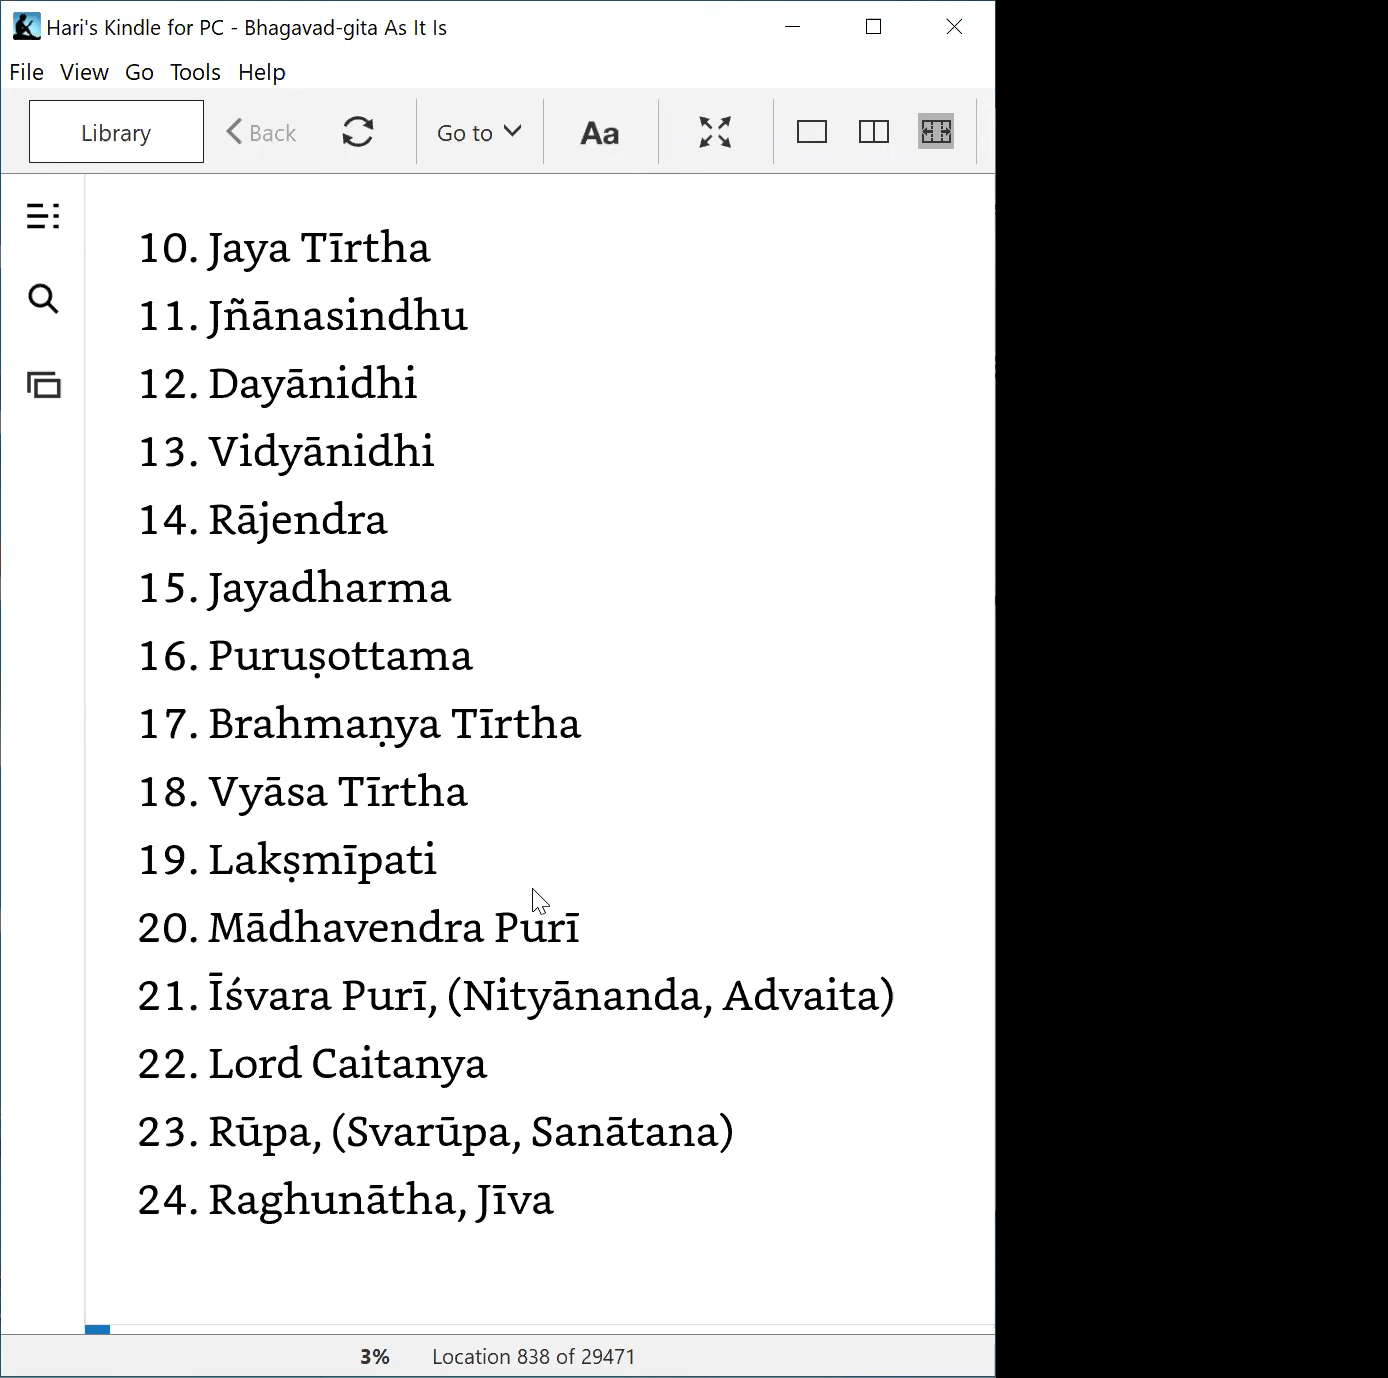 Hari's Kindle for PC - Bhagavad-gita As It Is
File View Go Tools Help
Library Back Go to Aa
10. Jaya Tīrtha
11. Jñānasindhu
12. Dayānidhi
13. Vidyānidhi
14. Rājendra
15. Jayadharma
16. Puruṣottama
17. Brahmaṇya Tīrtha
18. Vyāsa Tīrtha
19. Lakṣmīpati
20. Mādhavendra Purī
21. Īśvara Purī, (Nityānanda, Advaita)
22. Lord Caitanya
23. Rūpa, (Svarūpa, Sanātana)
24. Raghunātha, Jīva
3% Location 838 of 29471